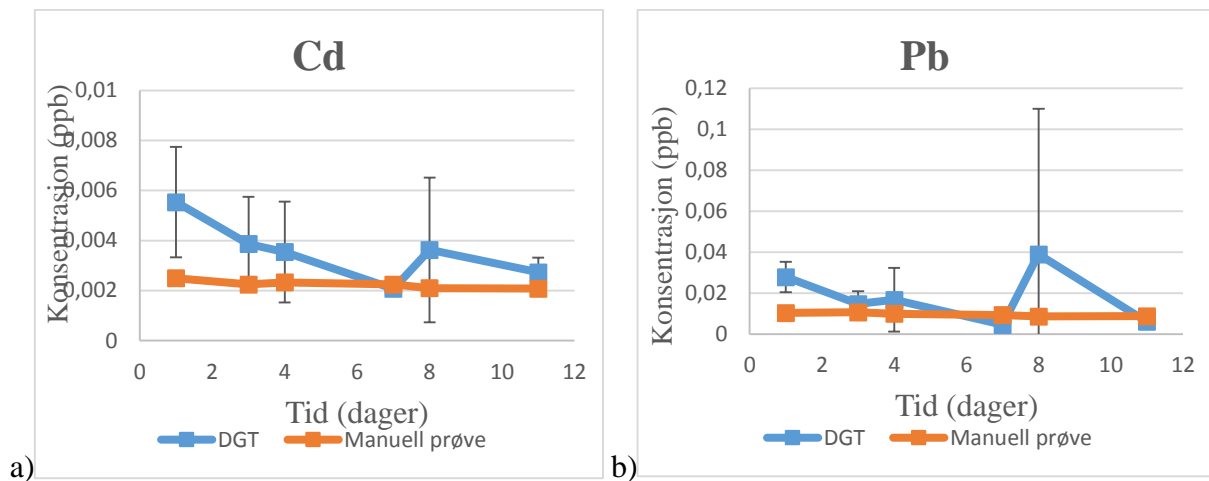 Cd
Konsentrasjon (ppb)
0,01
0,008
0,006
0,004
0,002
0
0 2 4 6 8 10 12
Tid (dager)
DGT Manuell prøve
a)
Pb
Konsentrasjon (ppb)
0,12
0,1
0,08
0,06
0,04
0,02
0
0 2 4 6 8 10 12
Tid (dager)
DGT Manuell prøve
b)